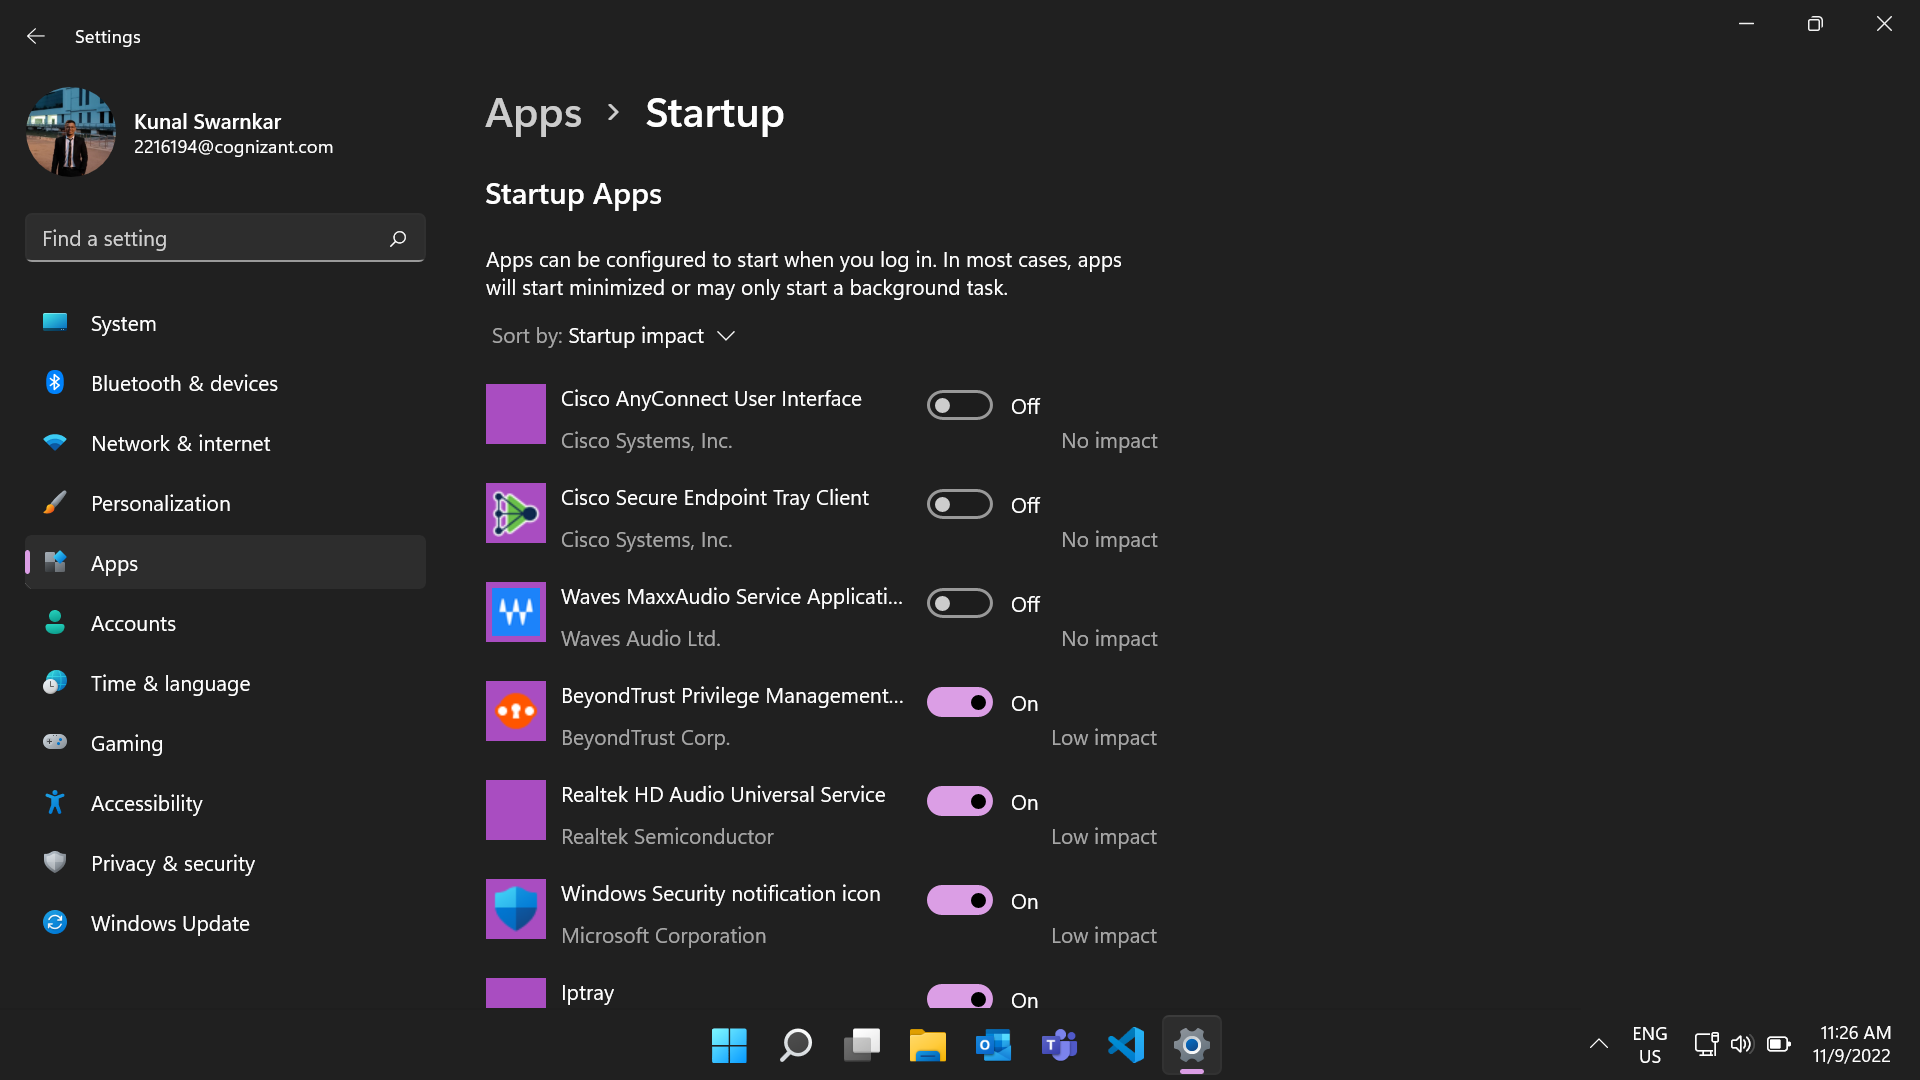 Settings
Kunal Swarnkar
2216194@cognizant.com
Find a setting
System
Bluetooth & devices
Network & internet
Personalization
Apps
Accounts
Time & language
Gaming
Accessibility
Privacy & security
Windows Update
Apps > Startup
Startup Apps
Apps can be configured to start when you log in. In most cases, apps
will start minimized or may only start a background task.
Sort by: Startup impact
Cisco AnyConnect User Interface
Off
Cisco Systems, Inc.
No impact
Cisco Secure Endpoint Tray Client
Off
Cisco Systems, Inc.
No impact
Waves MaxxAudio Service Applicati...
Off
Waves Audio Ltd.
No impact
BeyondTrust Privilege Management...
On
BeyondTrust Corp.
Low impact
Realtek HD Audio Universal Service
On
Realtek Semiconductor
Low impact
Windows Security notification icon
On
Microsoft Corporation
Low impact
Iptray
On
ENG
US
11:26 AM
11/9/2022